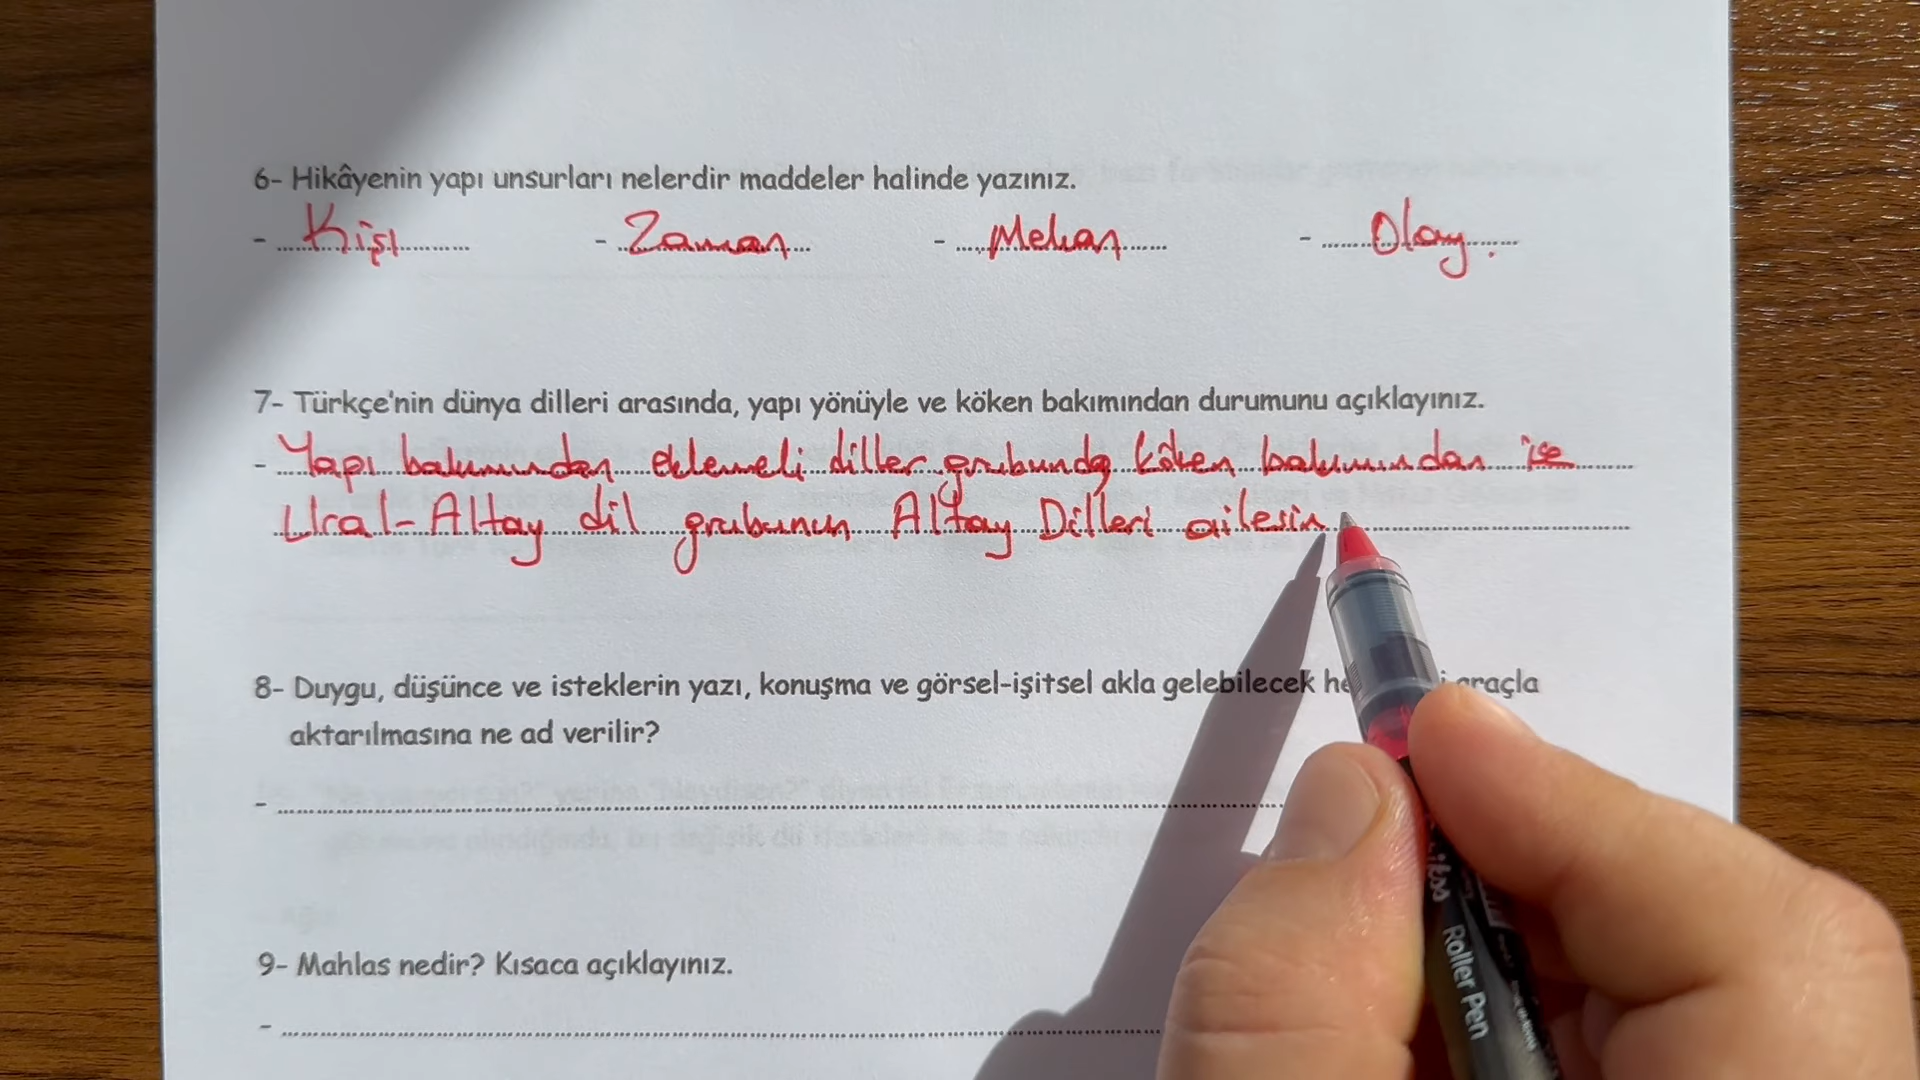 6- Hikâyenin yapı unsurları nelerdir maddeler halinde yazınız.
- Kişi - Zaman - Mekan - Olay.
7- Türkçe'nin dünya dilleri arasında, yapı yönüyle ve köken bakımından durumunu açıklayınız.
- Yapı bakımından eklemeli diller grubunda köken bakımından ise
Ural-Altay dil grubunun Altay Dilleri ailesin
8- Duygu, düşünce ve isteklerin yazı, konuşma ve görsel-işitsel akla gelebilecek araçla
aktarılmasına ne ad verilir?
-
9- Mahlas nedir? Kısaca açıklayınız.
-
Roller Pen